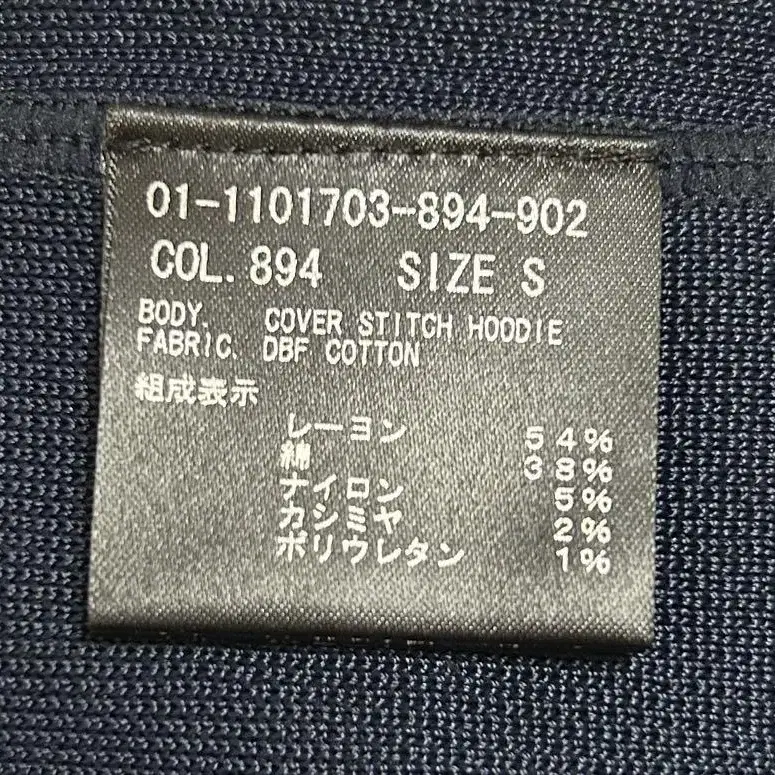 01-1101703-894-902
COL. 894 SIZE S
BODY. COVER STITCH HOODIE
FABRIC. DBF COTTON
組成表示
レーヨン 54%
綿 38%
ナイロン 5%
カシミヤ 2%
ポリウレタン 1%